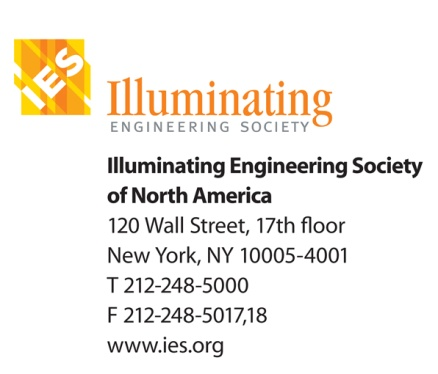 IES
Illuminating
ENGINEERING SOCIETY
Illuminating Engineering Society
of North America
120 Wall Street, 17th floor
New York, NY 10005-4001
T 212-248-5000
F 212-248-5017,18
www.ies.org